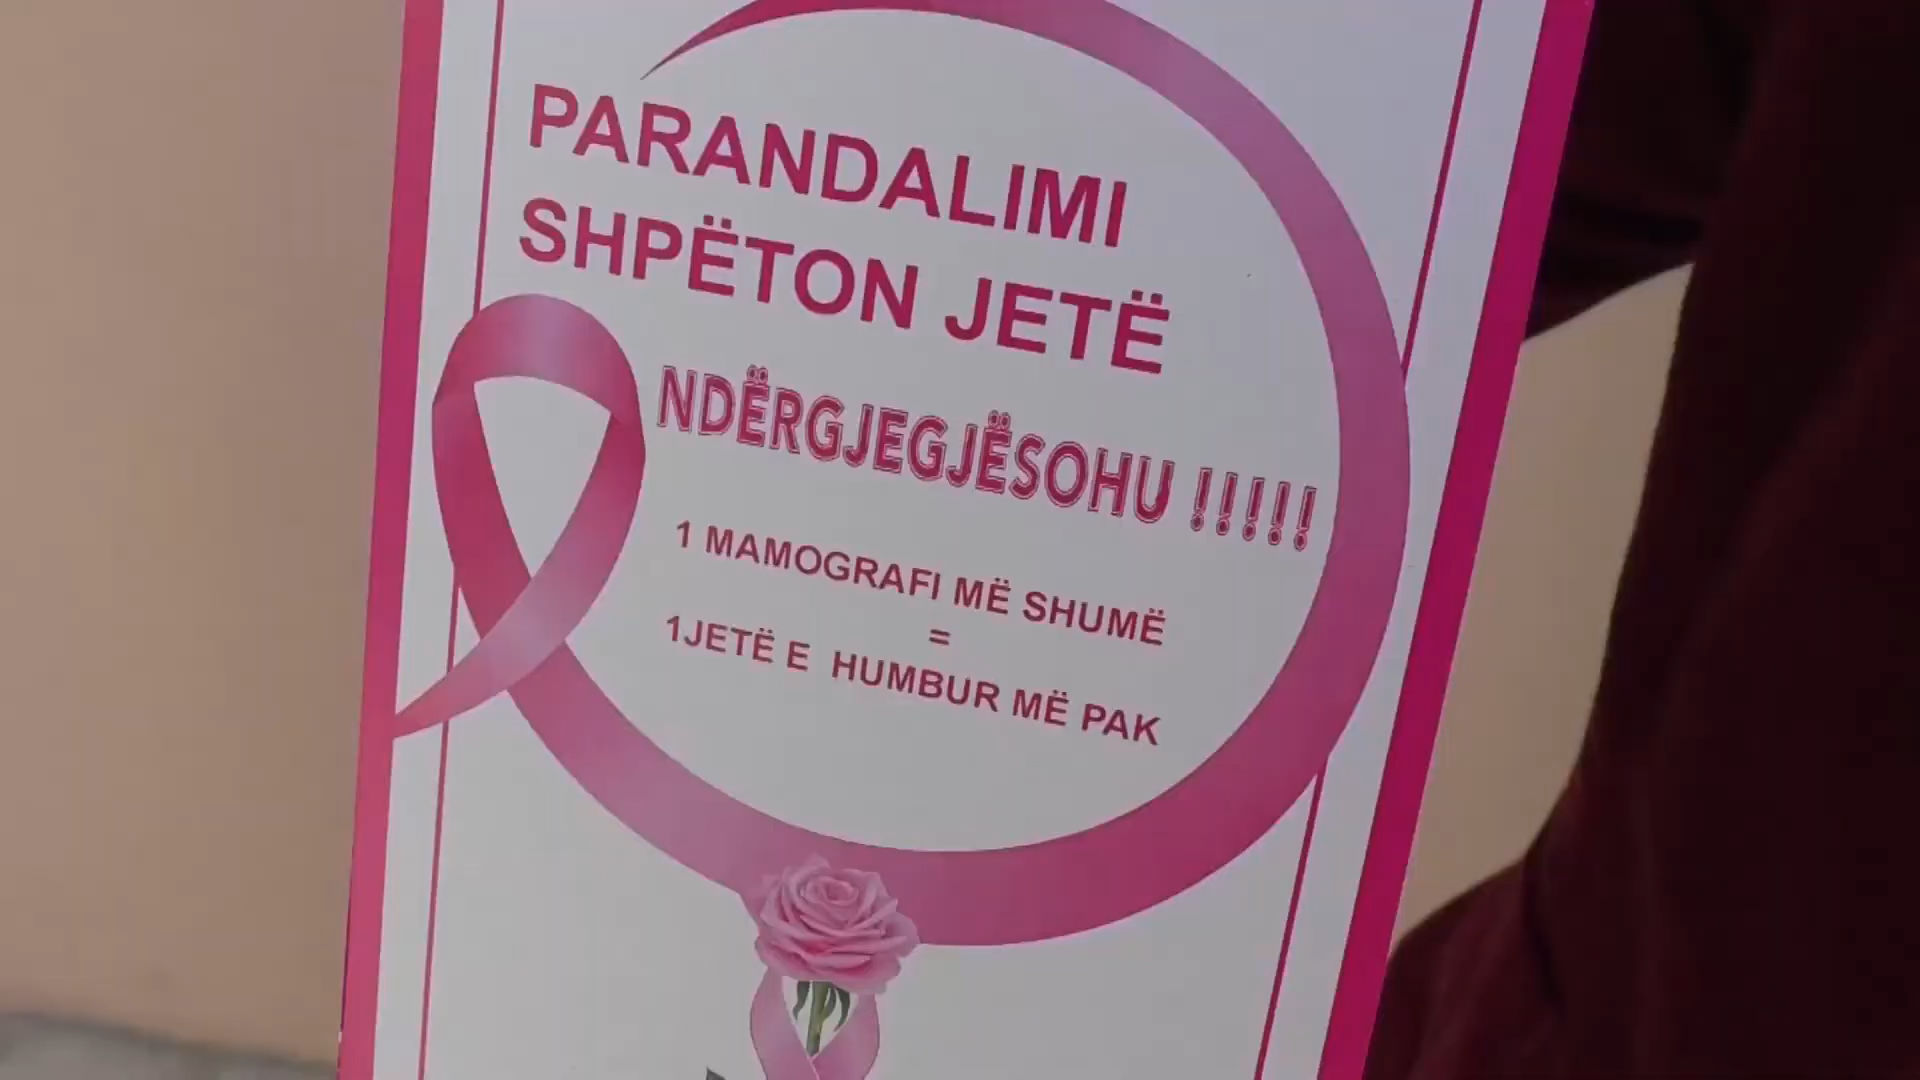 PARANDALIMI
SHPËTON JETË
NDËRGJEGJËSOHU !!!!!
1 MAMOGRAFI MË SHUMË
=
1JETË E HUMBUR MË PAK